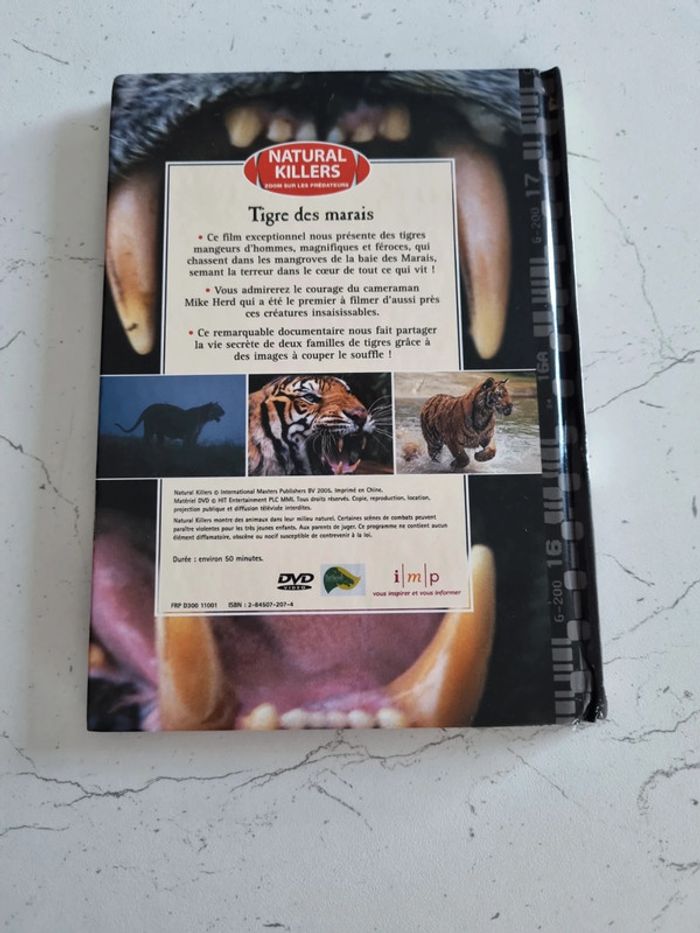 NATURAL
KILLERS
ZOOM SUR LES PRÉDATEURS
Tigre des marais
• Ce film exceptionnel nous présente des tigres
mangeurs d'hommes, magnifiques et féroces, qui
chassent dans les mangroves de la baie des Marais,
semant la terreur dans le cœur de tout ce qui vit !
• Vous admirerez le courage du cameraman
Mike Herd qui a été le premier à filmer d'aussi près
ces créatures insaisissables.
• Ce remarquable documentaire nous fait partager
la vie secrète de deux familles de tigres grâce à
des images à couper le souffle !
Natural Killers © International Masters Publishers BV 2005. Imprimé en Chine.
Matériel DVD © HIT Entertainment PLC MML Tous droits réservés. Copie, reproduction, location,
projection publique et diffusion télévisée interdites.
Natural Killers montre des animaux dans leur milieu naturel. Certaines scènes de combats peuvent
paraître violentes pour les très jeunes enfants. Aux parents de juger. Ce programme ne contient aucun
élément diffamatoire, obscène ou nocif susceptible de contrevenir à la loi.
Durée : environ 50 minutes.
DVD
VIDEO
i|m|p
vous inspirer et vous informer
FRP D300 11001 ISBN : 2-84507-207-4
G-200 17
16A
G-200 16